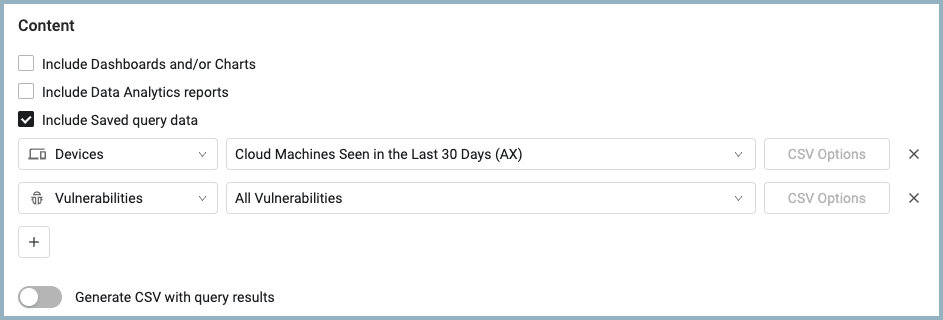 Content
Include Dashboards and/or Charts
Include Data Analytics reports
Include Saved query data
Devices Cloud Machines Seen in the Last 30 Days (AX) CSV Options
Vulnerabilities All Vulnerabilities CSV Options
Generate CSV with query results